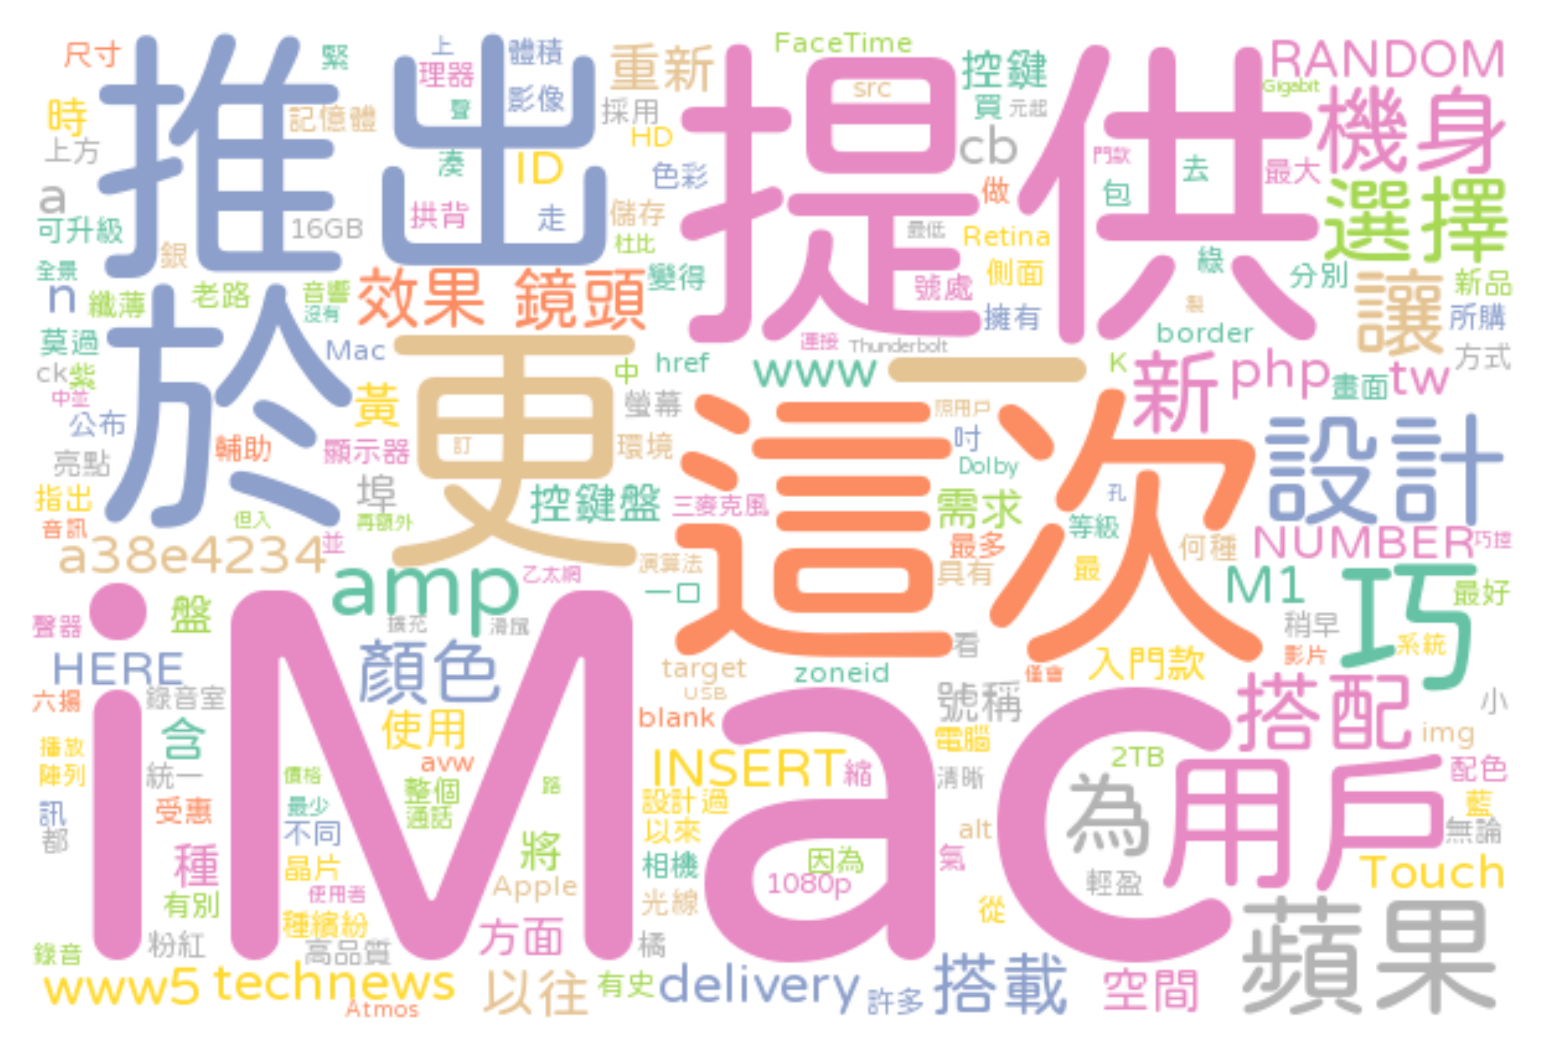 尺寸
緊
上
體積
重新
FaceTime
控鍵
RANDOM
推出
提供
理器
src
Gigabit
時
記憶體
聲
影像
採用
買
元起
機身
上方
湊
ID
HD
cb
門款
去
最大
a
拱背
走
色彩
儲存
做
包
選擇
可升級
16GB
杜比
最低
Retina
綠
全景
銀
效果
鏡頭
變得
號處
側面
分別
讓
新品
n
纖薄
老路
音響
沒有
擁有
所購
莫過
於
Mac
更
中
href
連接
Thunderbolt
www
一
border
K
新
php
畫面
tw
方式
ck
紫
中並
黃
螢幕
照用戶
公布
輔助
顯示器
訂
環境
這次
吋
Dolby
設計
亮點
指出
埠
控鍵盤
三麥克風
需求
孔
音訊
但入
再額外
等級
最多
何種
NUMBER
巧控
a38e4234
並
amp
乙太網
演算法
一口
具有
最
M1
巧
最好
iMac
聲器
盤
擴充
看
稍早
系統
HERE
顏色
target
zoneid
僅會
入門款
影片
六揚
錄音室
USB
號稱
搭配
小
含
使用
blank
電腦
img
播放
陣列
統一
avw
INSERT
縮
清晰
2TB
配色
價格
整個
路
設計過
為
用戶
藍
訊
受惠
最少
不同
通話
以來
alt
無論
都
種
晶片
將
相機
因為
氣
1080p
輕盈
Touch
有別
使用者
Apple
光線
從
蘋果
種繽紛
方面
橘
錄音
粉紅
高品質
www5
technews
以往
有史
delivery
許多
搭載
空間
Atmos